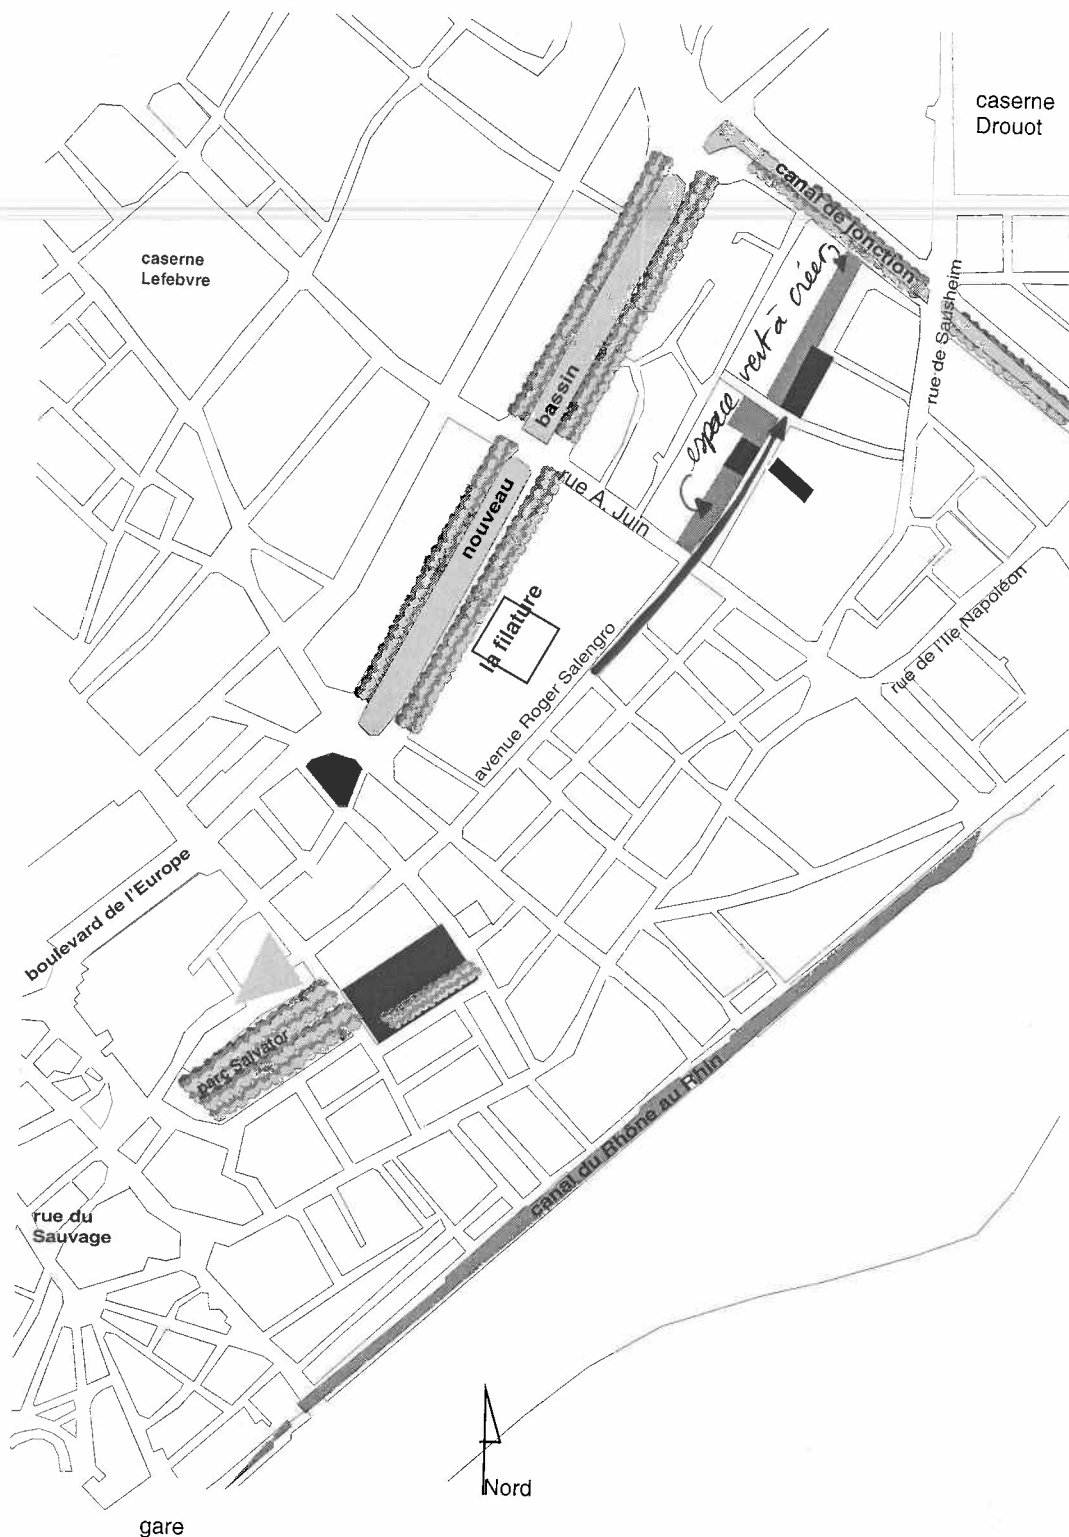 caserne
Drouot
canal de jonction
caserne
Lefebvre
rue de Sausheim
espace vert à créer
bassin
nouveau
rue A. Juin
la filature
rue de l'Ile Napoléon
avenue Roger Salengro
boulevard de l'Europe
parc Salvator
canal du Rhône au Rhin
rue du
Sauvage
Nord
gare